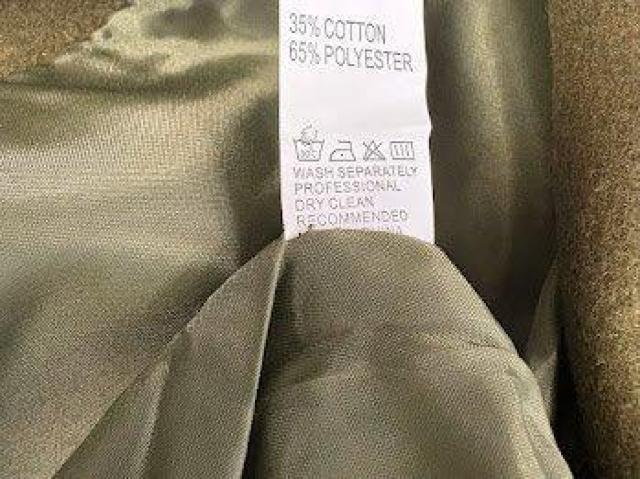 35% COTTON
65% POLYESTER
WASH SEPARATELY
PROFESSIONAL
DRY CLEAN
RECOMMENDED